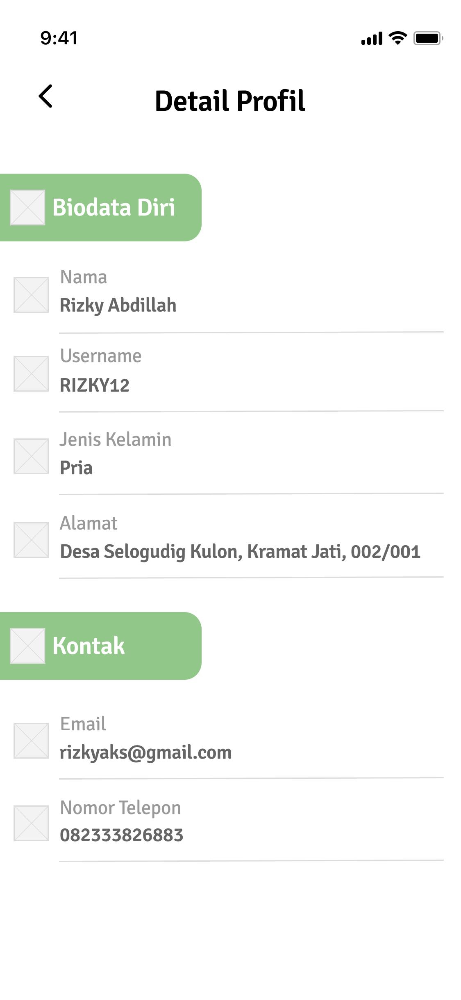 9:41
Detail Profil
Biodata Diri
Nama
Rizky Abdillah
Username
RIZKY12
Jenis Kelamin
Pria
Alamat
Desa Selogudig Kulon, Kramat Jati, 002/001
Kontak
Email
rizkyaks@gmail.com
Nomor Telepon
082333826883